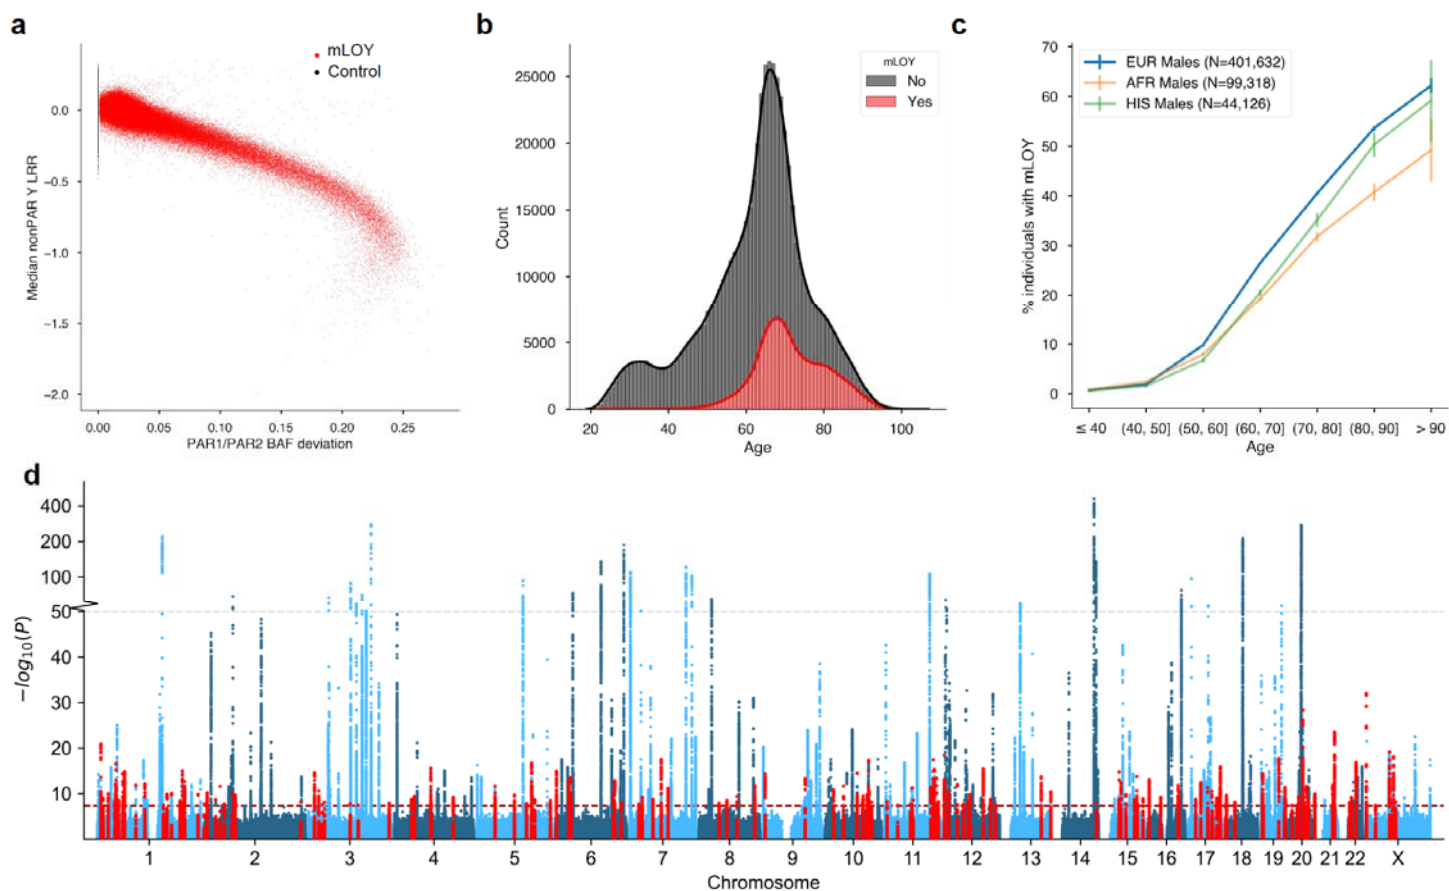 a
mLOY
Control
0.0
−0.5
−1.0
−1.5
−2.0
Median nonPAR Y LRR
0.00 0.05 0.10 0.15 0.20 0.25
PAR1/PAR2 BAF deviation
b
mLOY
No
Yes
25000
20000
15000
10000
5000
0
Count
20 40 60 80 100
Age
c
EUR Males (N=401,632)
AFR Males (N=99,318)
HIS Males (N=44,126)
70
60
50
40
30
20
10
0
% individuals with mLOY
≤ 40 (40, 50] (50, 60] (60, 70] (70, 80] (80, 90] > 90
Age
d
400
200
100
50
40
30
20
10
−log10(P)
1 2 3 4 5 6 7 8 9 10 11 12 13 14 15 16 17 18 19 20 21 22 X
Chromosome